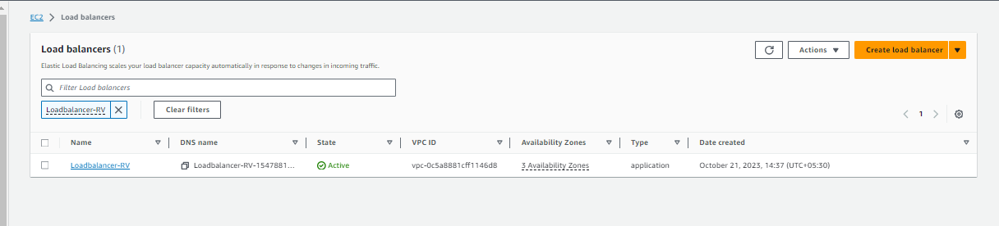 EC2 > Load balancers
Load balancers (1)
Actions
Create load balancer
Elastic Load Balancing scales your load balancer capacity automatically in response to changes in incoming traffic.
Filter Load balancers
Loadbalancer-RV
Clear filters
1
Name DNS name State VPC ID Availability Zones Type Date created
Loadbalancer-RV Loadbalancer-RV-1547881... Active vpc-0c5a8881cff1146d8 3 Availability Zones application October 21, 2023, 14:37 (UTC+05:30)